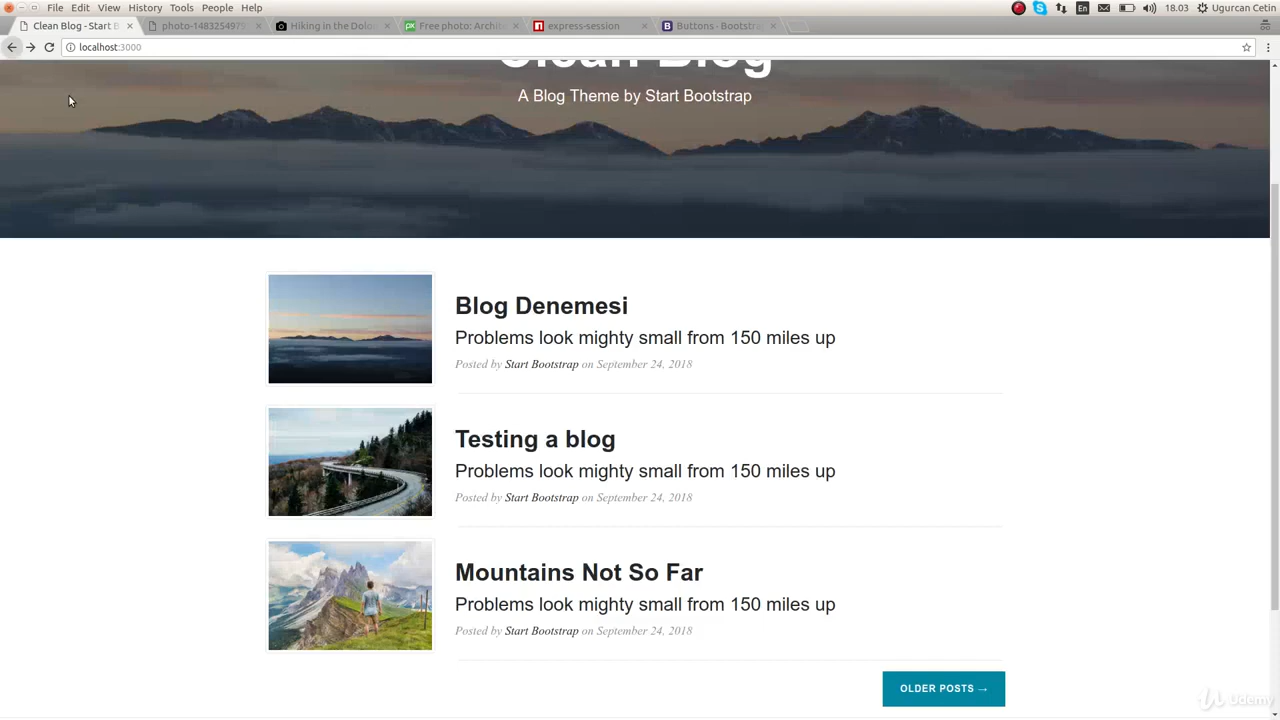 File Edit View History Tools People Help
En 18.03 Ugurcan Cetin
Clean Blog - Start B photo-1483254975 Hiking in the Dolo Free photo: Archite express-session Buttons · Bootstra
localhost:3000
Clean Blog
A Blog Theme by Start Bootstrap
Blog Denemesi
Problems look mighty small from 150 miles up
Posted by Start Bootstrap on September 24, 2018
Testing a blog
Problems look mighty small from 150 miles up
Posted by Start Bootstrap on September 24, 2018
Mountains Not So Far
Problems look mighty small from 150 miles up
Posted by Start Bootstrap on September 24, 2018
OLDER POSTS →
Udemy